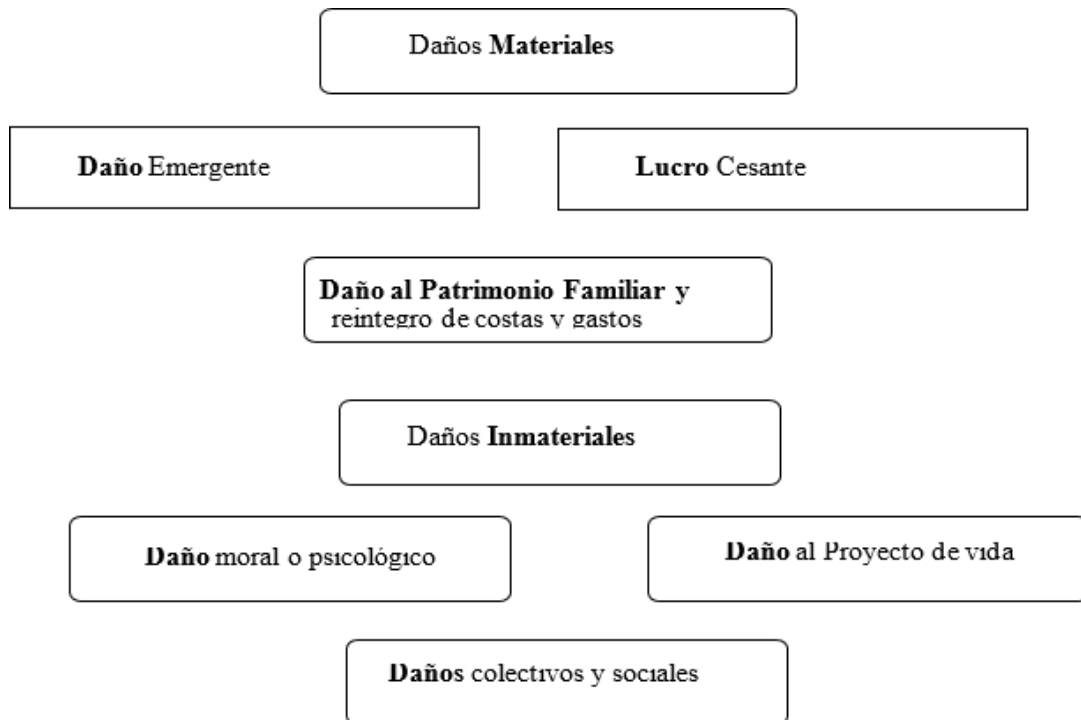 Daños Materiales
Daño Emergente
Lucro Cesante
Daño al Patrimonio Familiar y
reintegro de costas y gastos
Daños Inmateriales
Daño moral o psicológico
Daño al Proyecto de vida
Daños colectivos y sociales